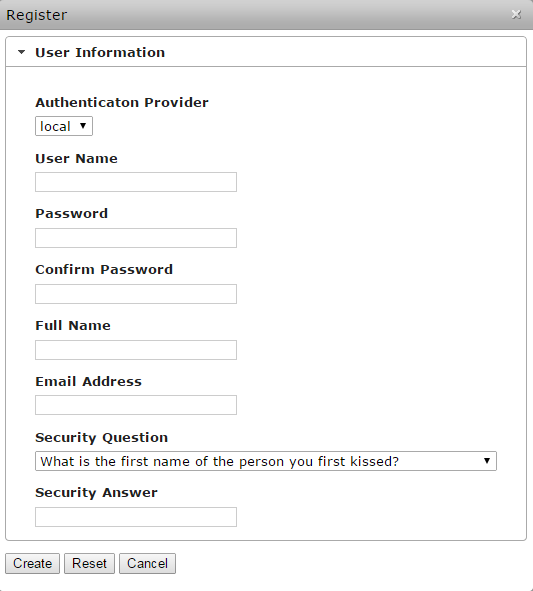 Register
User Information
Authenticaton Provider
local
User Name
Password
Confirm Password
Full Name
Email Address
Security Question
What is the first name of the person you first kissed?
Security Answer
Create Reset Cancel